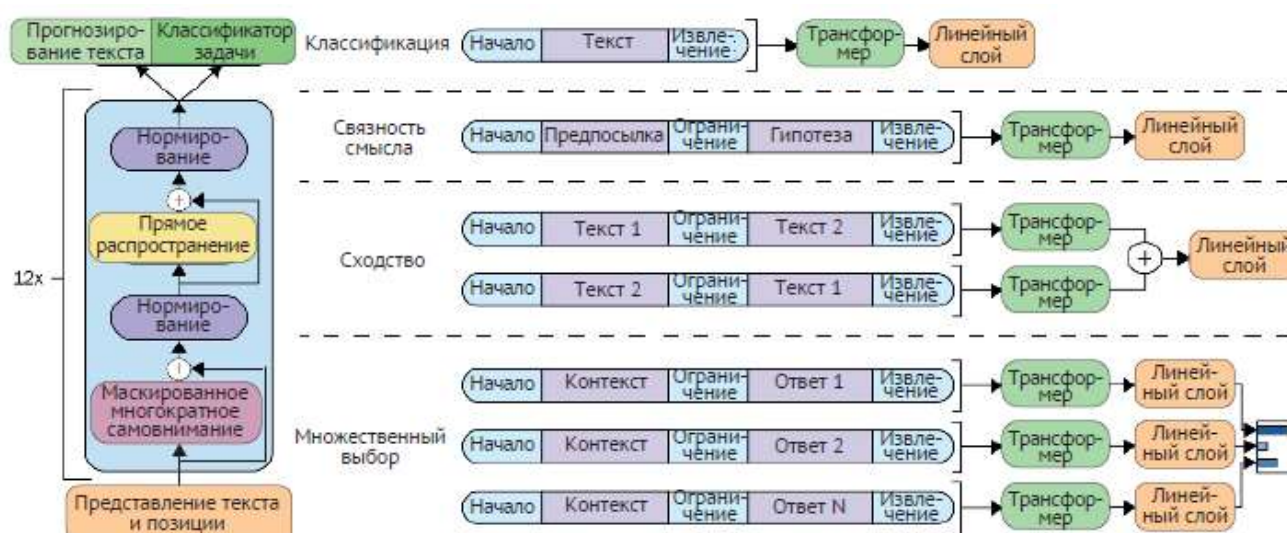 Прогнозиро-
вание текста
Классификатор
задачи
12x
Нормиро-
вание
+
Прямое
распространение
Нормиро-
вание
Маскированное
многократное
самовнимание
Представление текста
и позиции
Классификация
Начало
Текст
Извле-
чение
Трансфор-
мер
Линейный
слой
Связность
смысла
Начало
Предпосылка
Ограни-
чение
Гипотеза
Извле-
чение
Трансфор-
мер
Линейный
слой
Сходство
Начало
Текст 1
Ограни-
чение
Текст 2
Извле-
чение
Трансфор-
мер
Начало
Текст 2
Ограни-
чение
Текст 1
Извле-
чение
Трансфор-
мер
+
Линейный
слой
Множественный
выбор
Начало
Контекст
Ограни-
чение
Ответ 1
Извле-
чение
Трансфор-
мер
Линей-
ный слой
Начало
Контекст
Ограни-
чение
Ответ 2
Извле-
чение
Трансфор-
мер
Линей-
ный слой
Начало
Контекст
Ограни-
чение
Ответ N
Извле-
чение
Трансфор-
мер
Линей-
ный слой